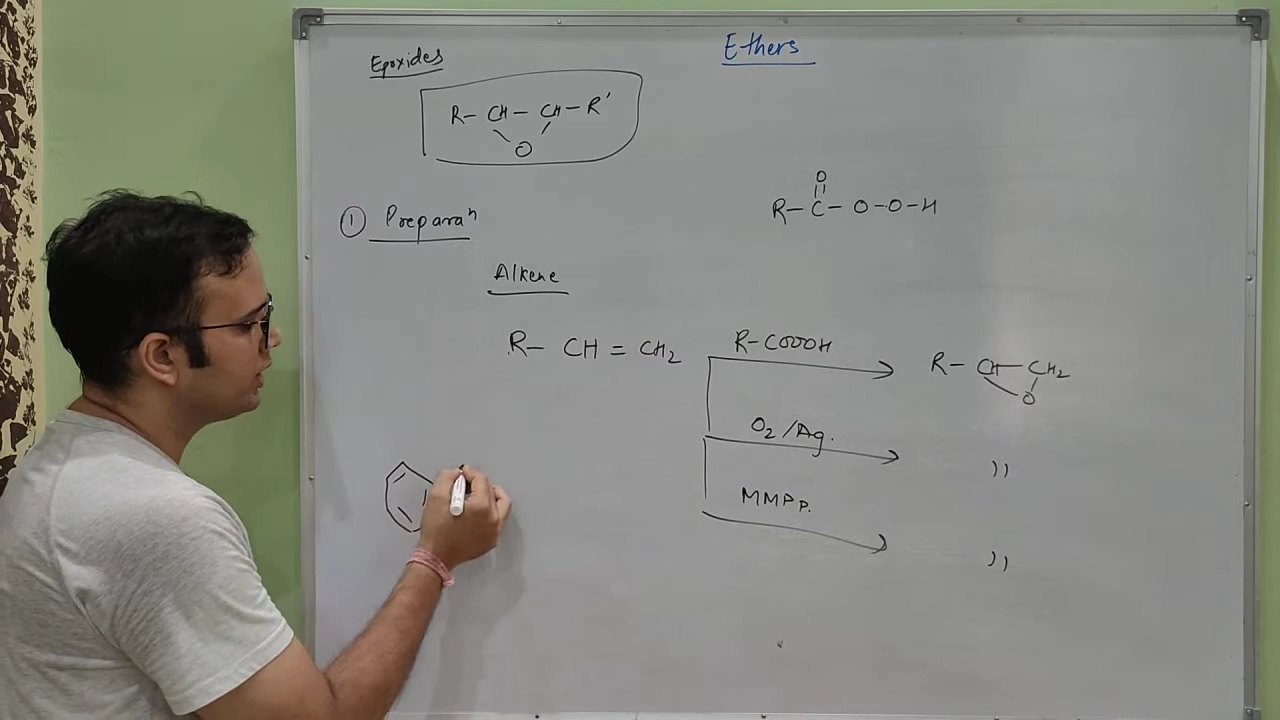 Ethers
Epoxides
R- CH - CH - R'
O
O
R- C - O -O-H
① Preparaⁿ
Alkene
R- CH = CH₂
R-COOOH
R - CH - CH₂
O
O₂ /Ag.
))
MMPP.
))